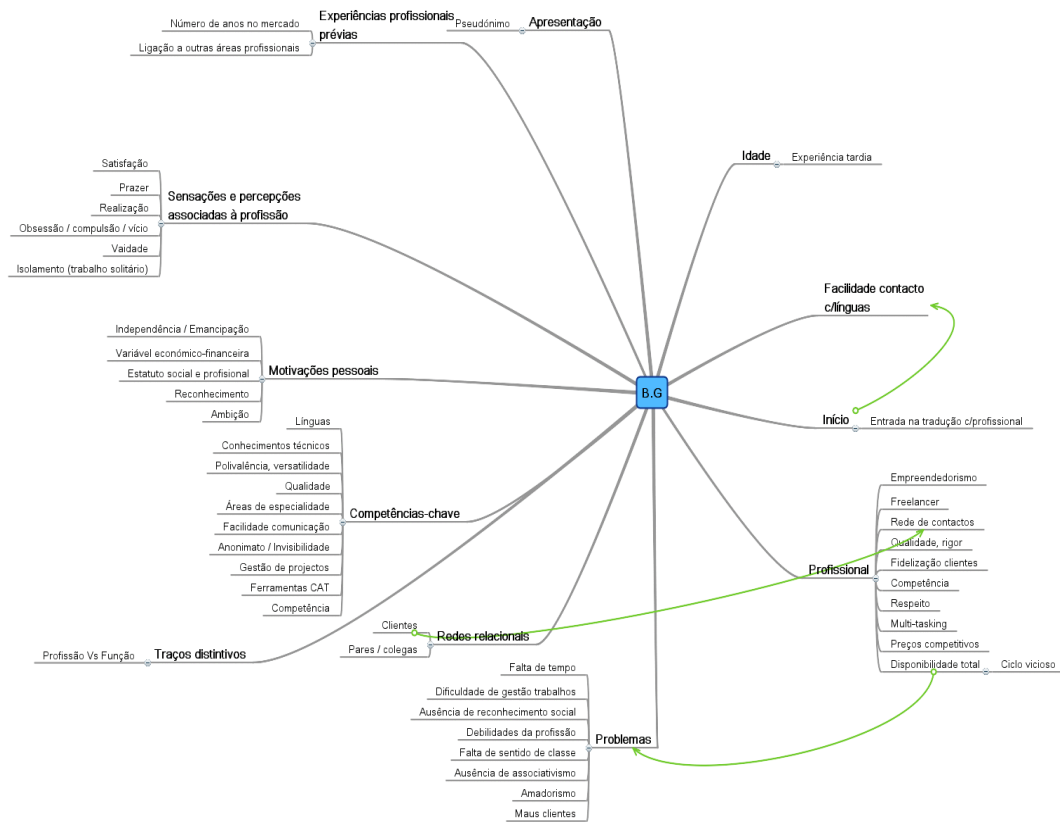 Apresentação
Pseudónimo
Experiências profissionais
prévias
Número de anos no mercado
Ligação a outras áreas profissionais
Idade
Experiência tardia
Sensações e percepções
associadas à profissão
Satisfação
Prazer
Realização
Obsessão / compulsão / vício
Vaidade
Isolamento (trabalho solitário)
Facilidade contacto
c/línguas
Motivações pessoais
Independência / Emancipação
Variável económico-financeira
Estatuto social e profisional
Reconhecimento
Ambição
B.G
Início
Entrada na tradução c/profissional
Competências-chave
Línguas
Conhecimentos técnicos
Polivalência, versatilidade
Qualidade
Áreas de especialidade
Facilidade comunicação
Anonimato / Invisibilidade
Gestão de projectos
Ferramentas CAT
Competência
Profissional
Empreendedorismo
Freelancer
Rede de contactos
Qualidade, rigor
Fidelização clientes
Competência
Respeito
Multi-tasking
Preços competitivos
Disponibilidade total
Ciclo vicioso
Redes relacionais
Clientes
Pares / colegas
Traços distintivos
Profissão Vs Função
Problemas
Falta de tempo
Dificuldade de gestão trabalhos
Ausência de reconhecimento social
Debilidades da profissão
Falta de sentido de classe
Ausência de associativismo
Amadorismo
Maus clientes